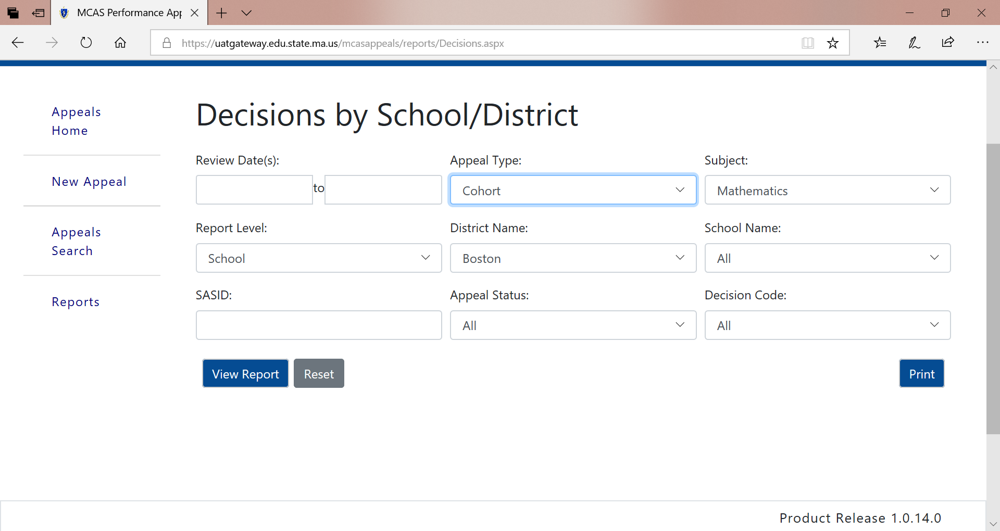 MCAS Performance App
https://uatgateway.edu.state.ma.us/mcasappeals/reports/Decisions.aspx
Appeals
Home
New Appeal
Appeals
Search
Reports
Decisions by School/District
Review Date(s):
to
Appeal Type:
Cohort
Subject:
Mathematics
Report Level:
School
District Name:
Boston
School Name:
All
SASID:
Appeal Status:
All
Decision Code:
All
View Report
Reset
Print
Product Release 1.0.14.0